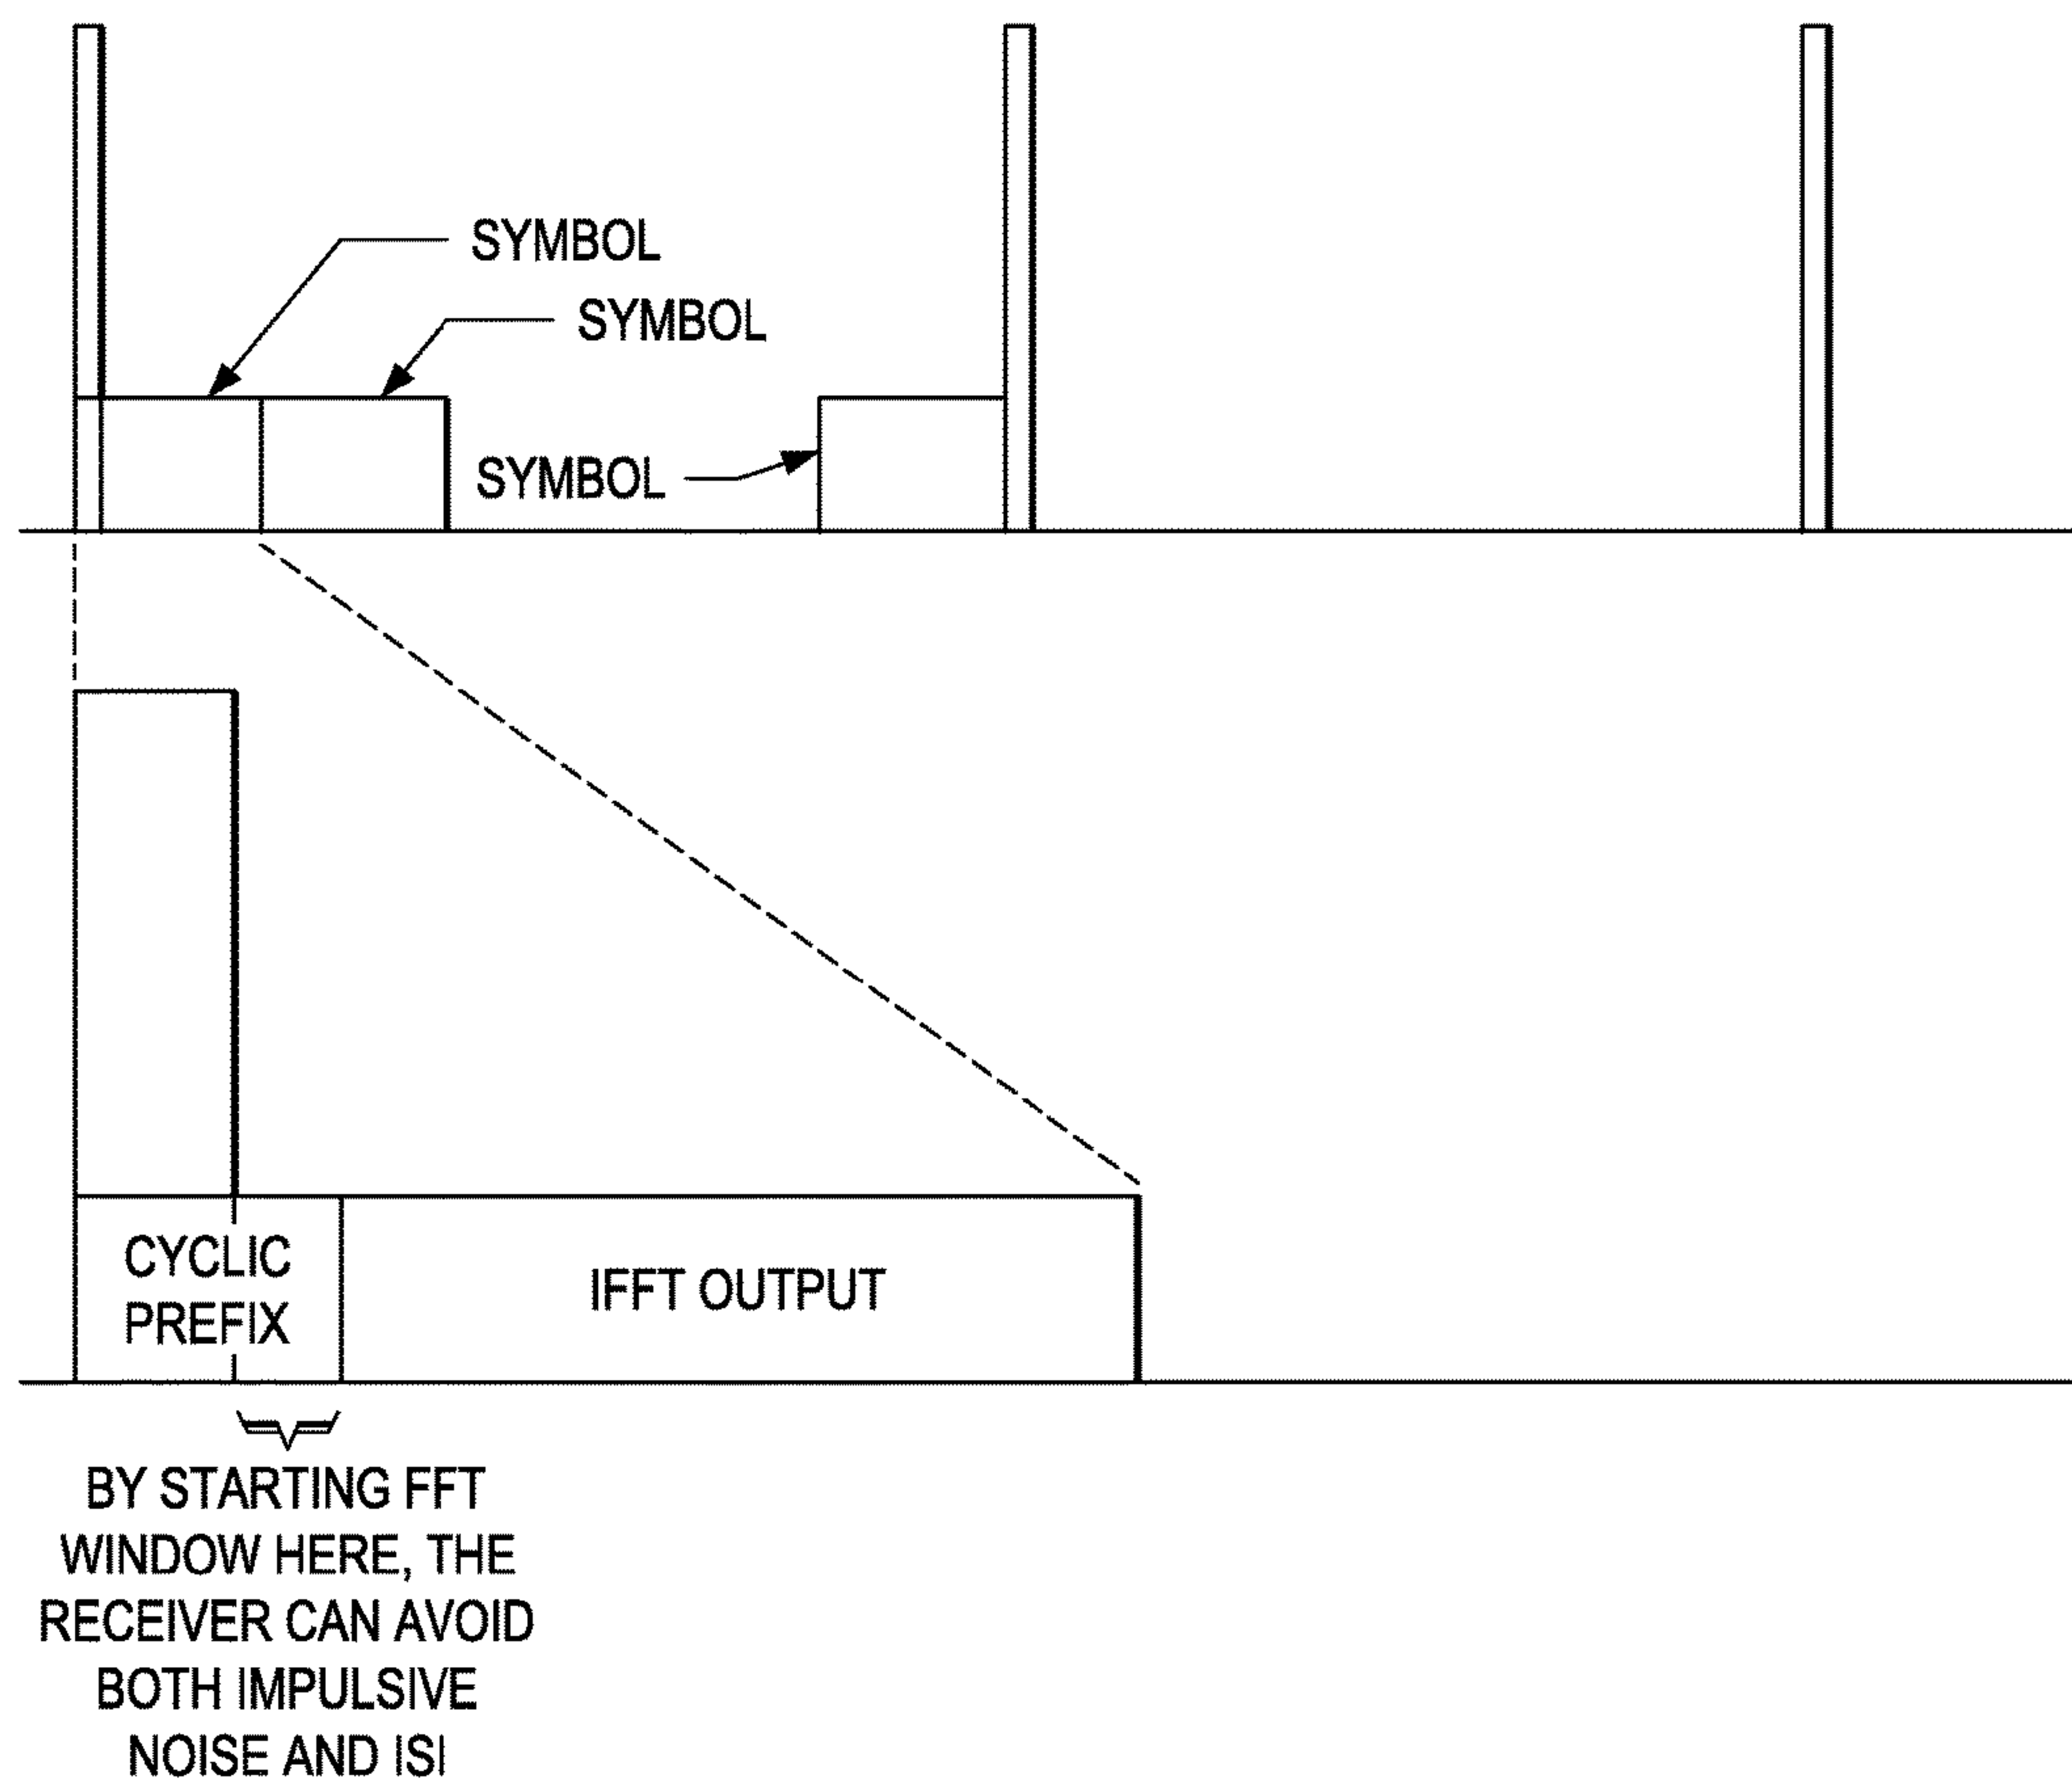 SYMBOL
SYMBOL
SYMBOL
CYCLIC
PREFIX
IFFT OUTPUT
BY STARTING FFT
WINDOW HERE, THE
RECEIVER CAN AVOID
BOTH IMPULSIVE
NOISE AND ISI